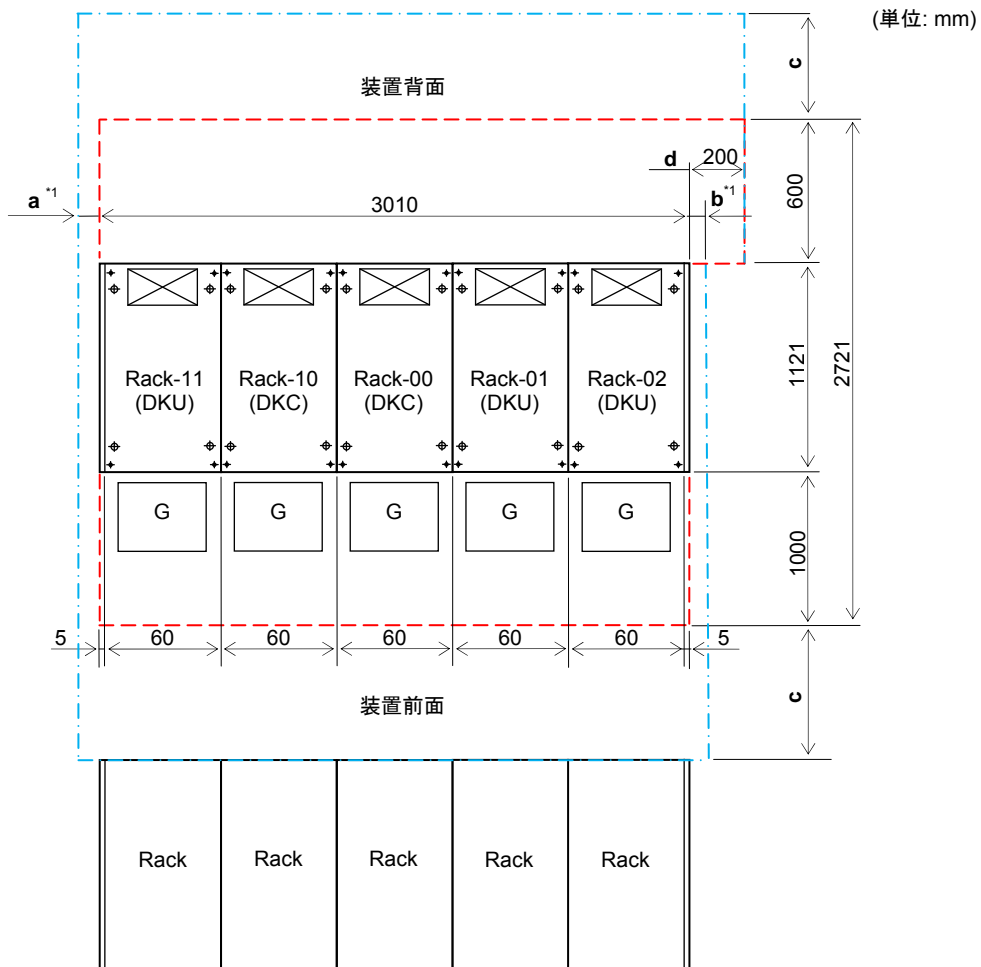 (単位: mm)
c
装置背面
d
200
a *1
3010
b *1
600
Rack-11
(DKU)
Rack-10
(DKC)
Rack-00
(DKC)
Rack-01
(DKU)
Rack-02
(DKU)
1121
2721
G
G
G
G
G
1000
5
60
60
60
60
60
5
装置前面
c
Rack
Rack
Rack
Rack
Rack